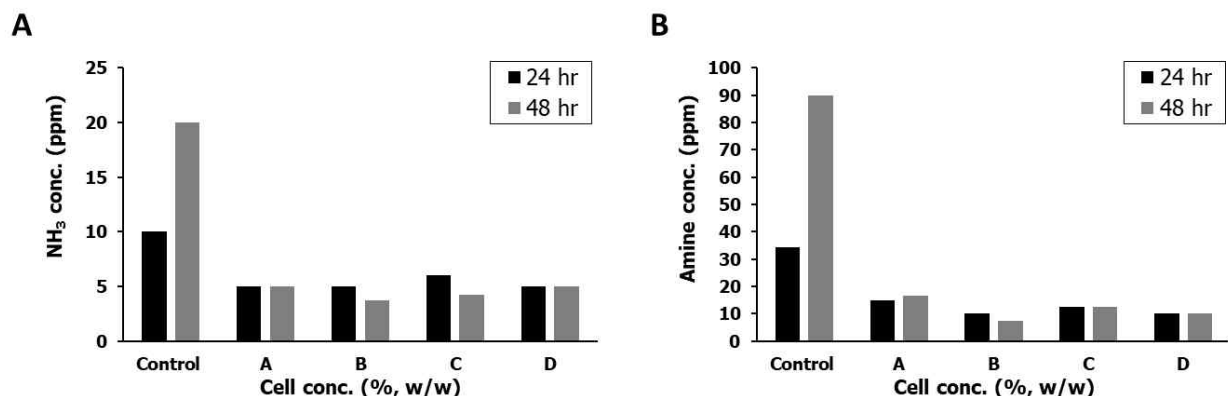 A
25
20
15
10
5
0
NH₃ conc. (ppm)
24 hr
48 hr
Control A B C D
Cell conc. (%, w/w)
B
100
90
80
70
60
50
40
30
20
10
0
Amine conc. (ppm)
24 hr
48 hr
Control A B C D
Cell conc. (%, w/w)